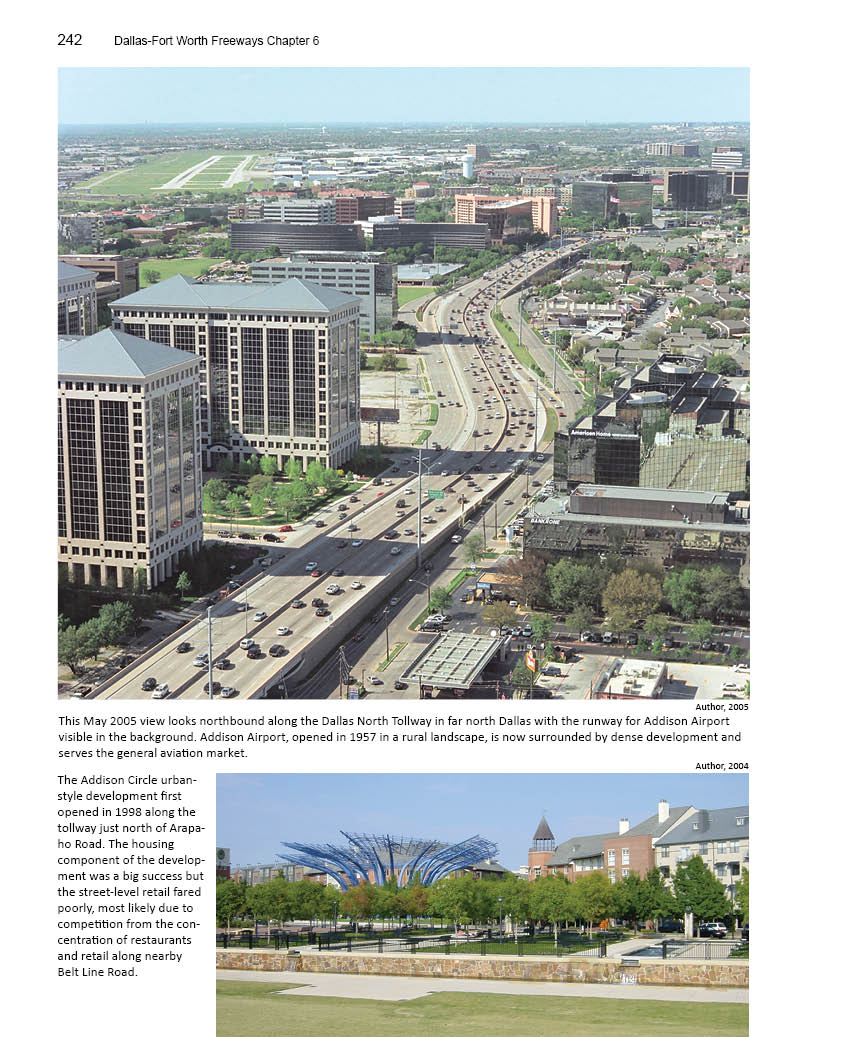 242 Dallas-Fort Worth Freeways Chapter 6
American Home
BANK ONE
Author, 2005
This May 2005 view looks northbound along the Dallas North Tollway in far north Dallas with the runway for Addison Airport
visible in the background. Addison Airport, opened in 1957 in a rural landscape, is now surrounded by dense development and
serves the general aviation market.
Author, 2004
The Addison Circle urban-
style development first
opened in 1998 along the
tollway just north of Arapa-
ho Road. The housing
component of the develop-
ment was a big success but
the street-level retail fared
poorly, most likely due to
competition from the con-
centration of restaurants
and retail along nearby
Belt Line Road.